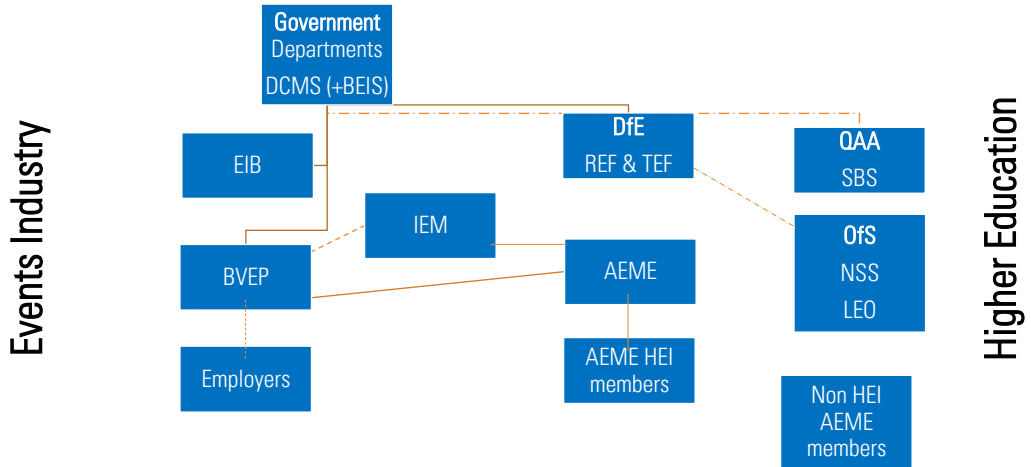 Government
Departments
DCMS (+BEIS)
Events Industry
EIB
DfE
REF & TEF
QAA
SBS
IEM
BVEP
AEME
OfS
NSS
LEO
Higher Education
Employers
AEME HEI
members
Non HEI
AEME
members